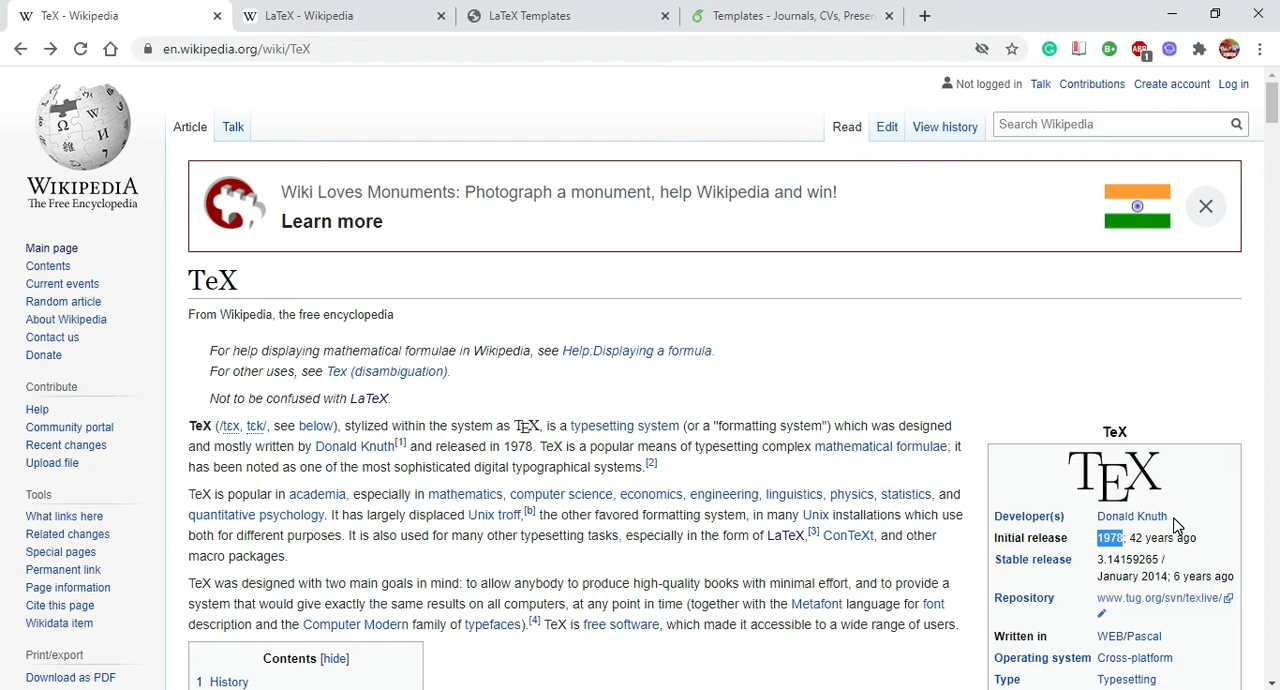 TeX - Wikipedia
LaTeX - Wikipedia
LaTeX Templates
Templates - Journals, CVs, Presen
en.wikipedia.org/wiki/TeX
WIKIPEDIA
The Free Encyclopedia
Main page
Contents
Current events
Random article
About Wikipedia
Contact us
Donate
Contribute
Help
Community portal
Recent changes
Upload file
Tools
What links here
Related changes
Special pages
Permanent link
Page information
Cite this page
Wikidata item
Print/export
Download as PDF
Not logged in Talk Contributions Create account Log in
Article Talk
Read Edit View history
Search Wikipedia
Wiki Loves Monuments: Photograph a monument, help Wikipedia and win!
Learn more
TeX
From Wikipedia, the free encyclopedia
For help displaying mathematical formulae in Wikipedia, see Help:Displaying a formula.
For other uses, see Tex (disambiguation).
Not to be confused with LaTeX.
TeX (/tɛx, tɛk/, see below), stylized within the system as TEX, is a typesetting system (or a "formatting system") which was designed
and mostly written by Donald Knuth[1] and released in 1978. TeX is a popular means of typesetting complex mathematical formulae; it
has been noted as one of the most sophisticated digital typographical systems.[2]
TeX is popular in academia, especially in mathematics, computer science, economics, engineering, linguistics, physics, statistics, and
quantitative psychology. It has largely displaced Unix troff,[b] the other favored formatting system, in many Unix installations which use
both for different purposes. It is also used for many other typesetting tasks, especially in the form of LaTeX,[3] ConTeXt, and other
macro packages.
TeX was designed with two main goals in mind: to allow anybody to produce high-quality books with minimal effort, and to provide a
system that would give exactly the same results on all computers, at any point in time (together with the Metafont language for font
description and the Computer Modern family of typefaces).[4] TeX is free software, which made it accessible to a wide range of users.
Contents [hide]
1 History
TeX
TEX
Developer(s) Donald Knuth
Initial release 1978; 42 years ago
Stable release 3.14159265 /
January 2014; 6 years ago
Repository www.tug.org/svn/texlive/
Written in WEB/Pascal
Operating system Cross-platform
Type Typesetting